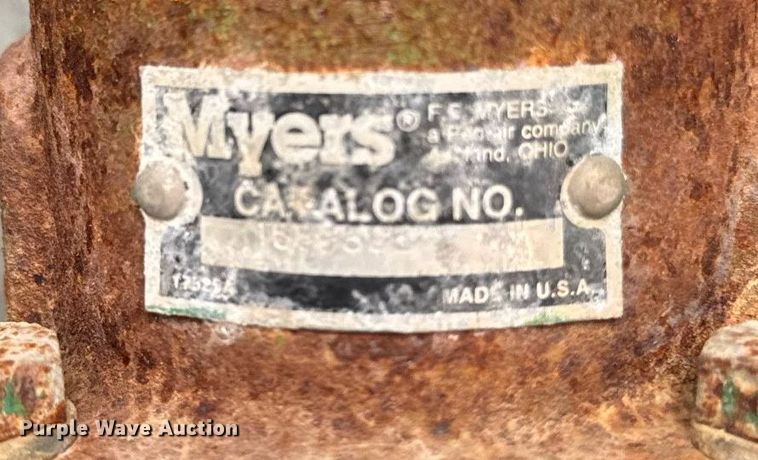 Myers®
F.E. MYERS
a Pentair company
Ashland, OHIO
CATALOG NO.
MADE IN U.S.A.
Purple Wave Auction